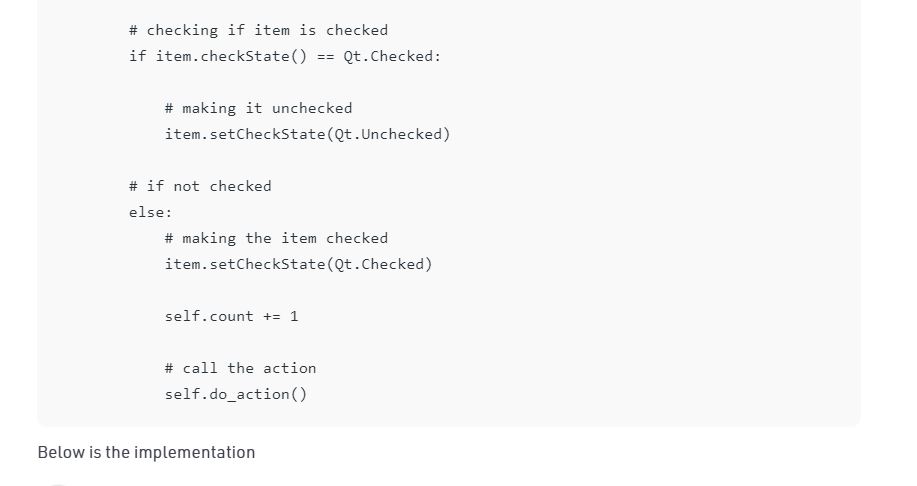 # checking if item is checked
if item.checkState() == Qt.Checked:
# making it unchecked
item.setCheckState(Qt.Unchecked)
# if not checked
else:
# making the item checked
item.setCheckState(Qt.Checked)
self.count += 1
# call the action
self.do_action()
Below is the implementation